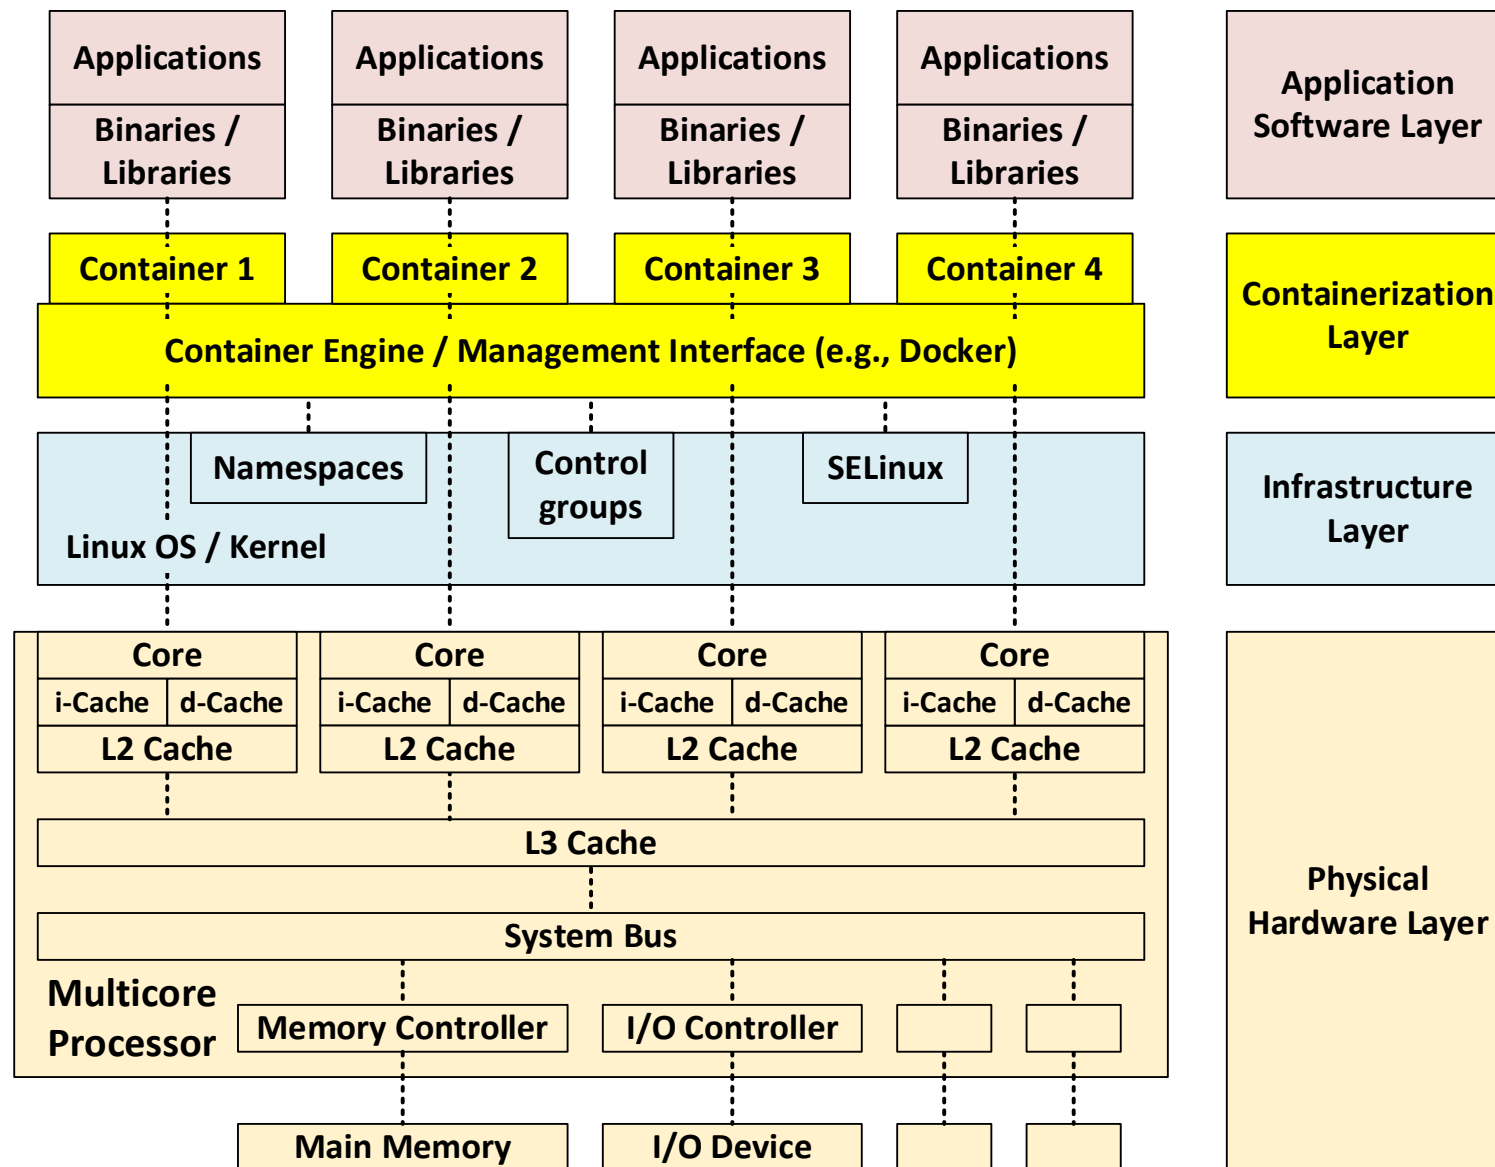 Applications
Applications
Applications
Applications
Application
Software Layer
Binaries /
Libraries
Binaries /
Libraries
Binaries /
Libraries
Binaries /
Libraries
Container 1
Container 2
Container 3
Container 4
Containerization
Layer
Container Engine / Management Interface (e.g., Docker)
Namespaces
Control
groups
SELinux
Infrastructure
Layer
Linux OS / Kernel
Core
Core
Core
Core
i-Cache
d-Cache
i-Cache
d-Cache
i-Cache
d-Cache
i-Cache
d-Cache
L2 Cache
L2 Cache
L2 Cache
L2 Cache
L3 Cache
Physical
Hardware Layer
System Bus
Multicore
Processor
Memory Controller
I/O Controller
Main Memory
I/O Device